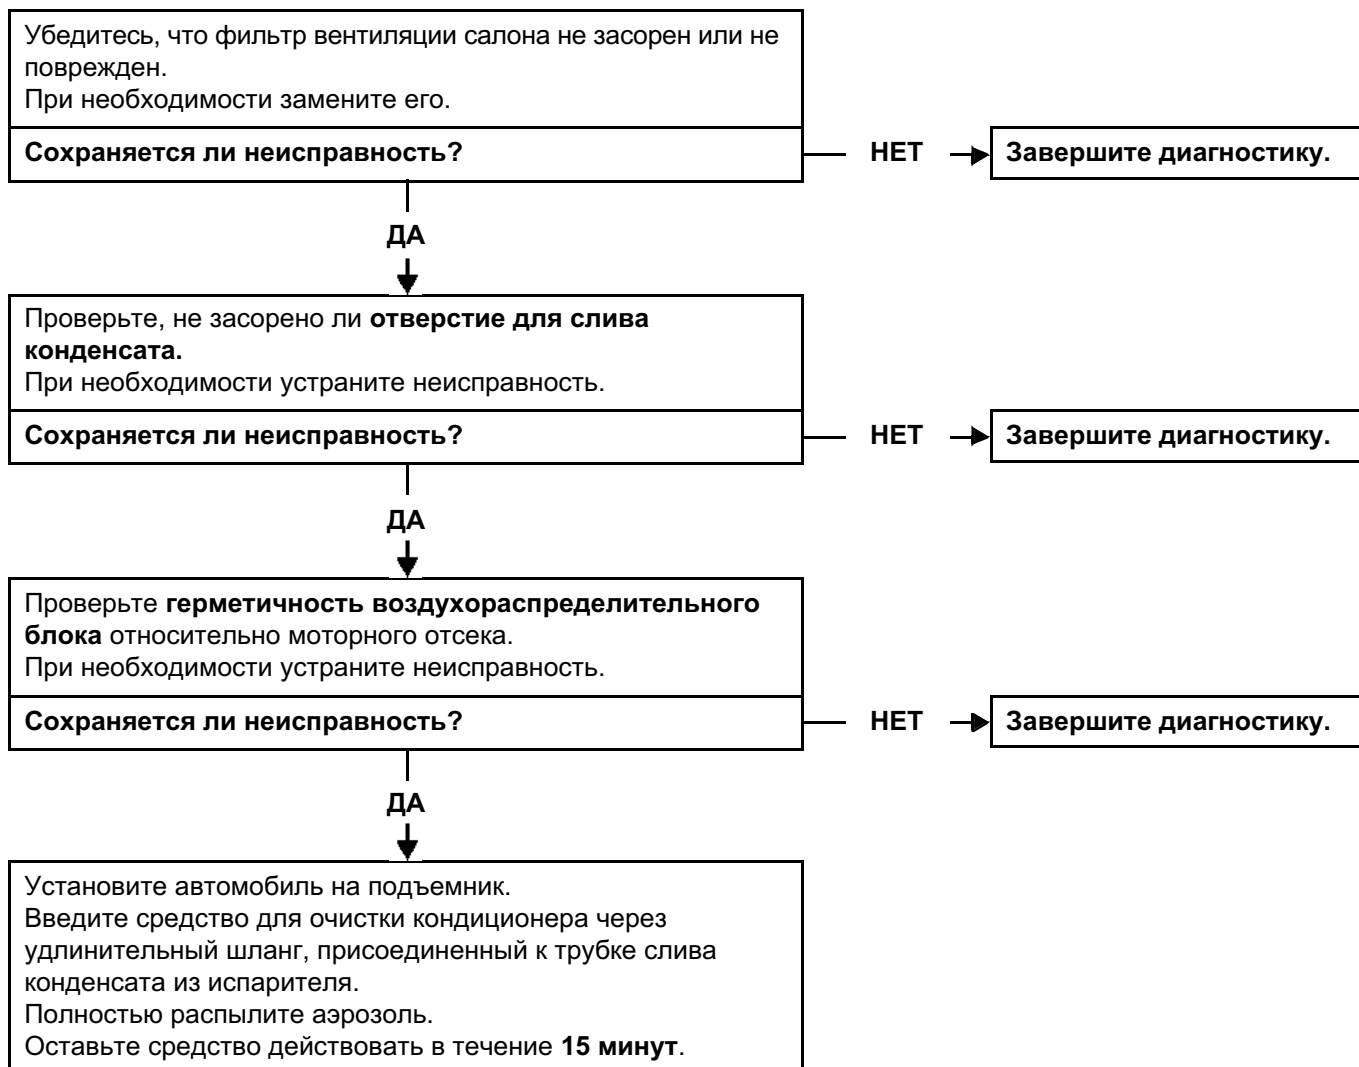 Убедитесь, что фильтр вентиляции салона не засорен или не
поврежден.
При необходимости замените его.
Сохраняется ли неисправность?
НЕТ
Завершите диагностику.
ДА
Проверьте, не засорено ли отверстие для слива
конденсата.
При необходимости устраните неисправность.
Сохраняется ли неисправность?
НЕТ
Завершите диагностику.
ДА
Проверьте герметичность воздухораспределительного
блока относительно моторного отсека.
При необходимости устраните неисправность.
Сохраняется ли неисправность?
НЕТ
Завершите диагностику.
ДА
Установите автомобиль на подъемник.
Введите средство для очистки кондиционера через
удлинительный шланг, присоединенный к трубке слива
конденсата из испарителя.
Полностью распылите аэрозоль.
Оставьте средство действовать в течение 15 минут.